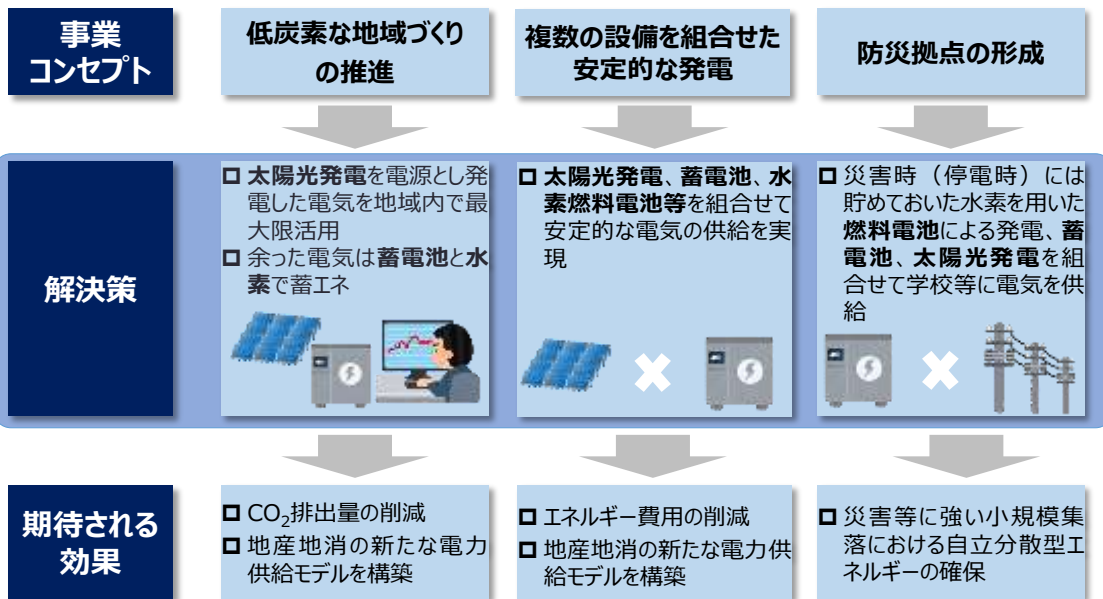 事業
コンセプト
低炭素な地域づくり
の推進
複数の設備を組合せた
安定的な発電
防災拠点の形成
解決策
太陽光発電を電源とし発
電した電気を地域内で最
大限活用
余った電気は蓄電池と水
素で蓄エネ
太陽光発電、蓄電池、水
素燃料電池等を組合せて
安定的な電気の供給を実
現
災害時（停電時）には
貯めておいた水素を用いた
燃料電池による発電、蓄
電池、太陽光発電を組
合せて学校等に電気を供
給
期待される
効果
CO₂排出量の削減
地産地消の新たな電力
供給モデルを構築
エネルギー費用の削減
地産地消の新たな電力供
給モデルを構築
災害等に強い小規模集
落における自立分散型エ
ネルギーの確保